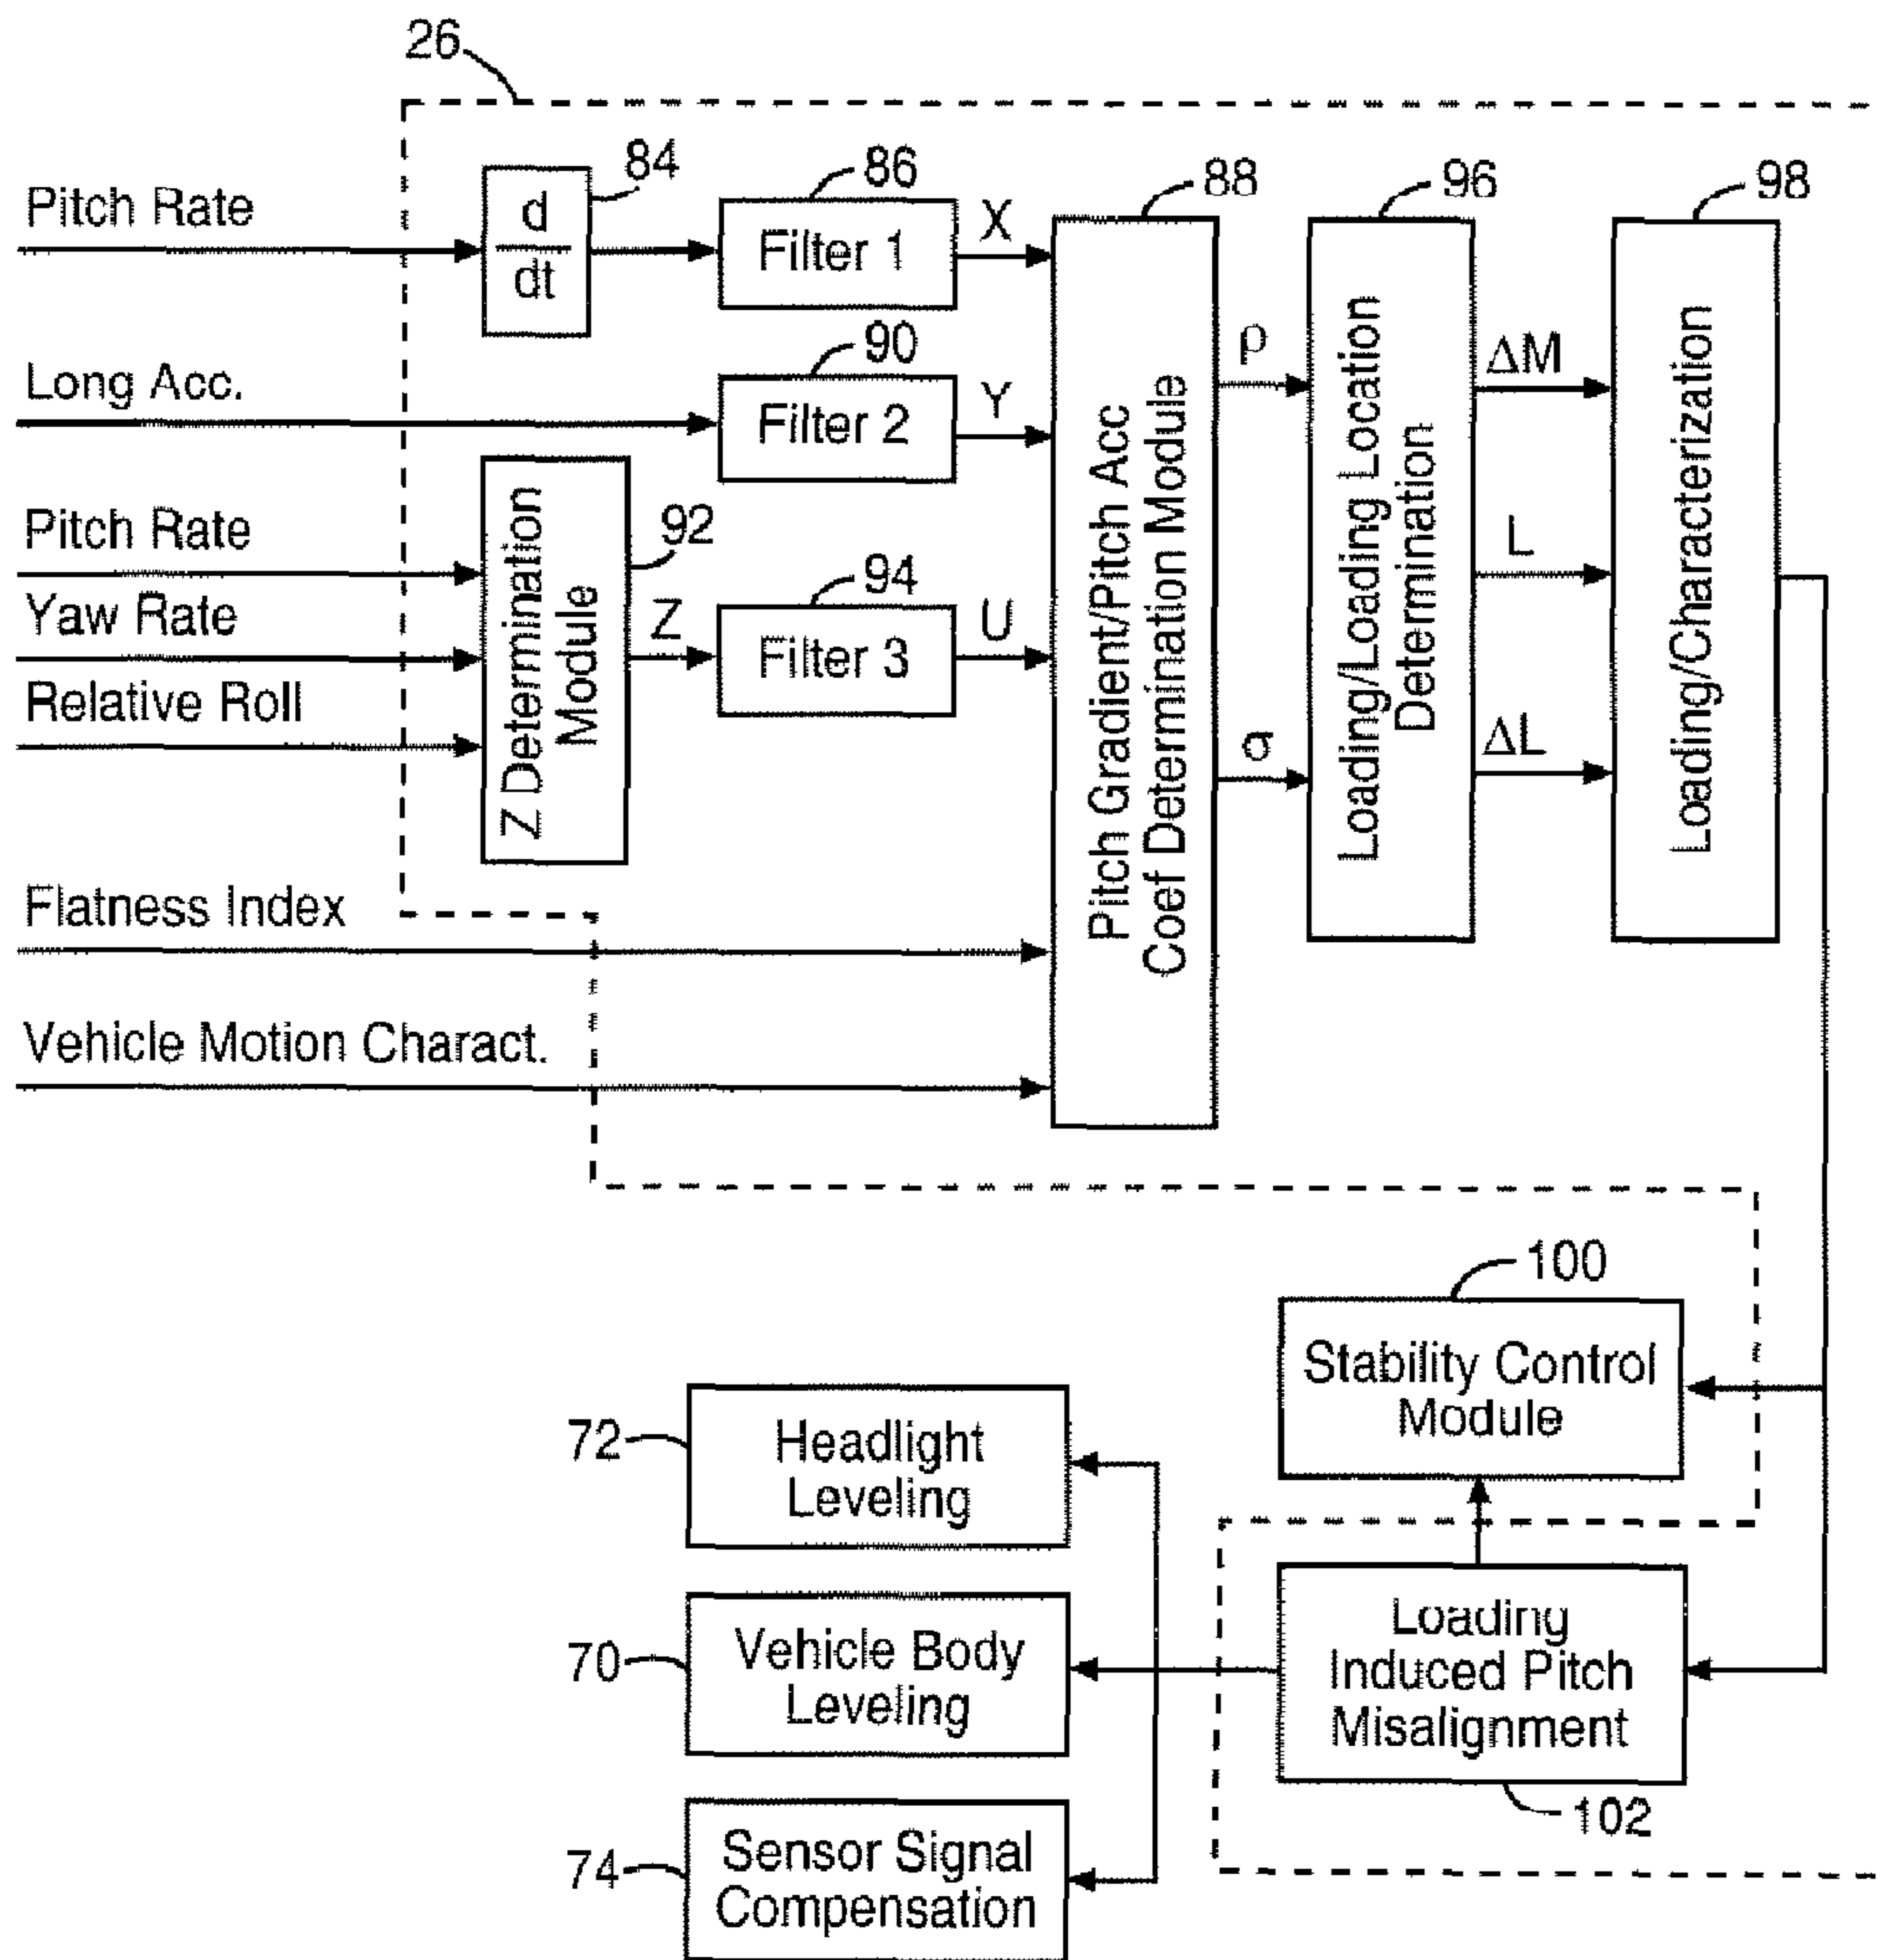 26
84
86
88
96
98
Pitch Rate
d
dt
Filter 1
X
Long Acc.
90
Filter 2
Y
Pitch Rate
Yaw Rate
Relative Roll
Z Determination
Module
92
Z
94
Filter 3
U
Flatness Index
Vehicle Motion Charact.
Pitch Gradient/Pitch Acc
Coef Determination Module
ρ
σ
Loading/Loading Location
Determination
ΔM
L
ΔL
Loading/Characterization
100
Stability Control
Module
72
Headlight
Leveling
70
Vehicle Body
Leveling
74
Sensor Signal
Compensation
Loading
Induced Pitch
Misalignment
102